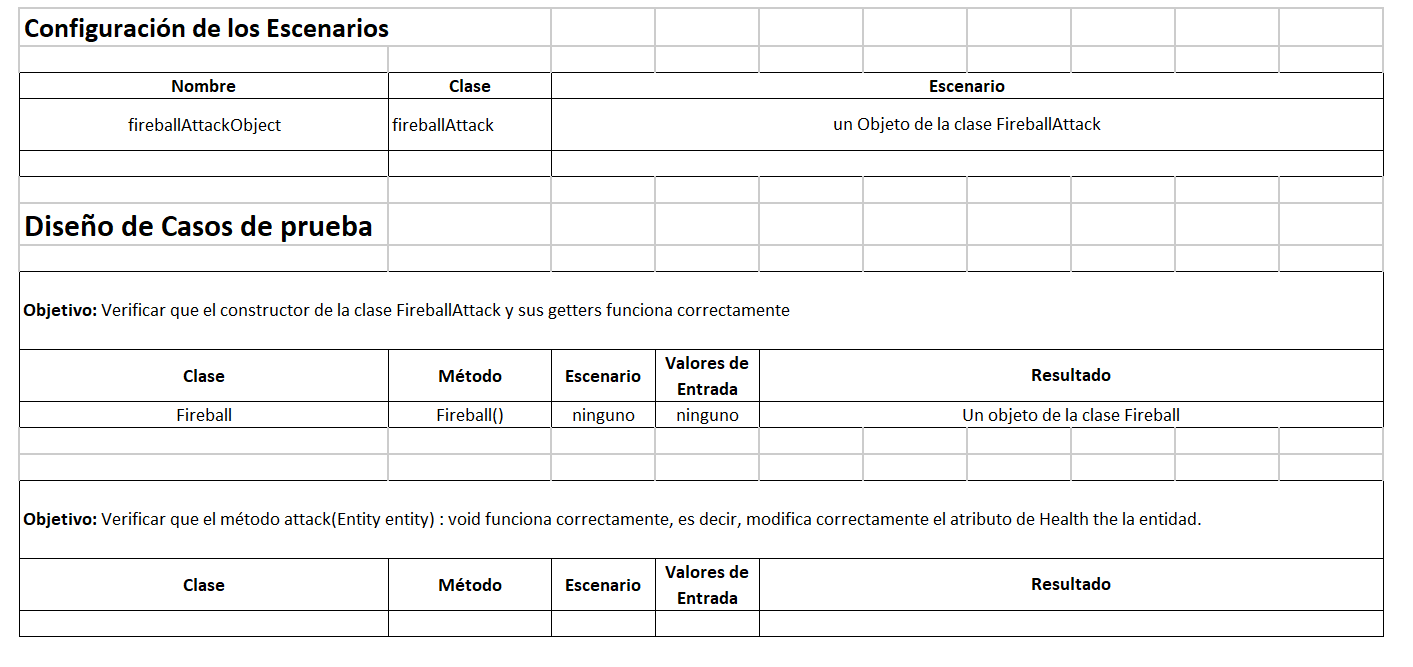 Configuración de los Escenarios
Nombre Clase Escenario
fireballAttackObject fireballAttack un Objeto de la clase FireballAttack
Diseño de Casos de prueba
Objetivo: Verificar que el constructor de la clase FireballAttack y sus getters funciona correctamente
Clase Método Escenario Valores de Entrada Resultado
Fireball Fireball() ninguno ninguno Un objeto de la clase Fireball
Objetivo: Verificar que el método attack(Entity entity) : void funciona correctamente, es decir, modifica correctamente el atributo de Health the la entidad.
Clase Método Escenario Valores de Entrada Resultado